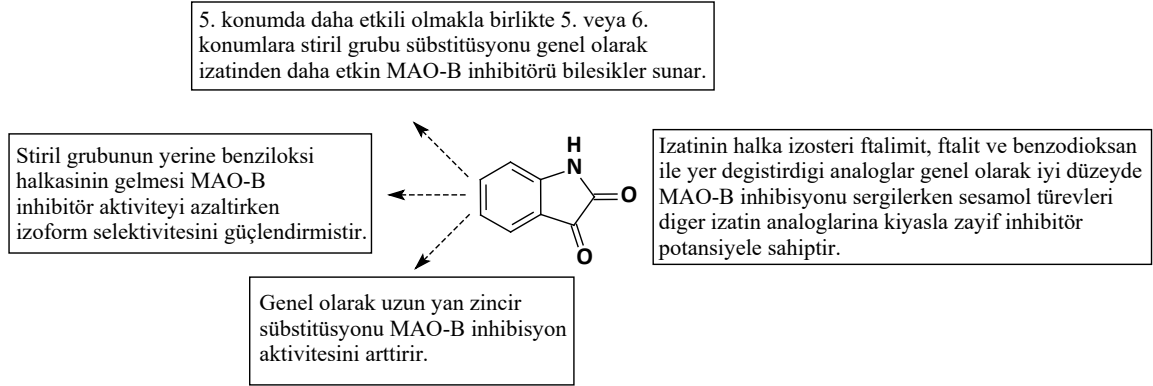 5. konumda daha etkili olmakla birlikte 5. veya 6.
konumlara stiril grubu sübstitüsyonu genel olarak
izatinden daha etkin MAO-B inhibitörü bilesikler sunar.
Stiril grubunun yerine benziloksi
halkasinin gelmesi MAO-B
inhibitör aktiviteyi azaltirken
izoform selektivitesini güçlendirmistir.
H
N
O
O
Izatinin halka izosteri ftalimit, ftalit ve benzodioksan
ile yer degistirdigi analoglar genel olarak iyi düzeyde
MAO-B inhibisyonu sergilerken sesamol türevleri
diger izatin analoglarina kiyasla zayif inhibitör
potansiyele sahiptir.
Genel olarak uzun yan zincir
sübstitüsyonu MAO-B inhibisyon
aktivitesini arttirir.